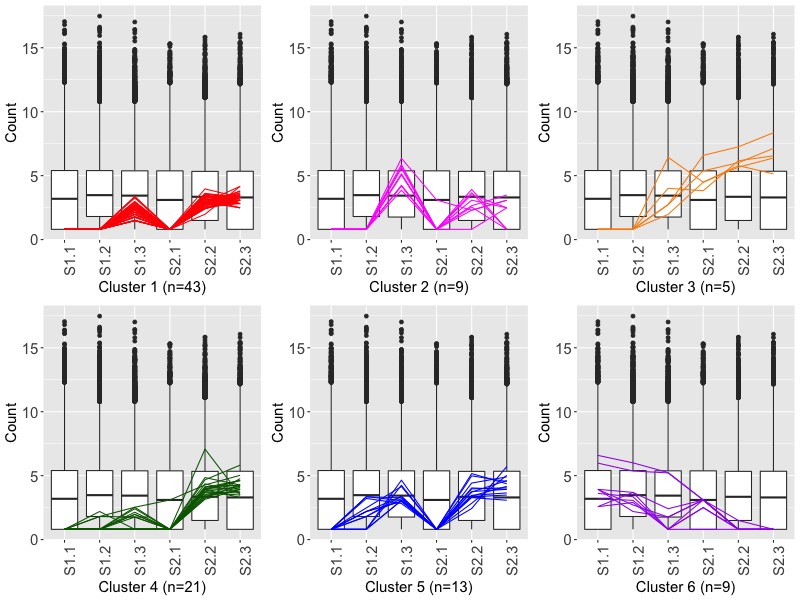 Count
15
10
5
0
S1.1 S1.2 S1.3 S2.1 S2.2 S2.3
Cluster 1 (n=43)
Count
15
10
5
0
S1.1 S1.2 S1.3 S2.1 S2.2 S2.3
Cluster 2 (n=9)
Count
15
10
5
0
S1.1 S1.2 S1.3 S2.1 S2.2 S2.3
Cluster 3 (n=5)
Count
15
10
5
0
S1.1 S1.2 S1.3 S2.1 S2.2 S2.3
Cluster 4 (n=21)
Count
15
10
5
0
S1.1 S1.2 S1.3 S2.1 S2.2 S2.3
Cluster 5 (n=13)
Count
15
10
5
0
S1.1 S1.2 S1.3 S2.1 S2.2 S2.3
Cluster 6 (n=9)